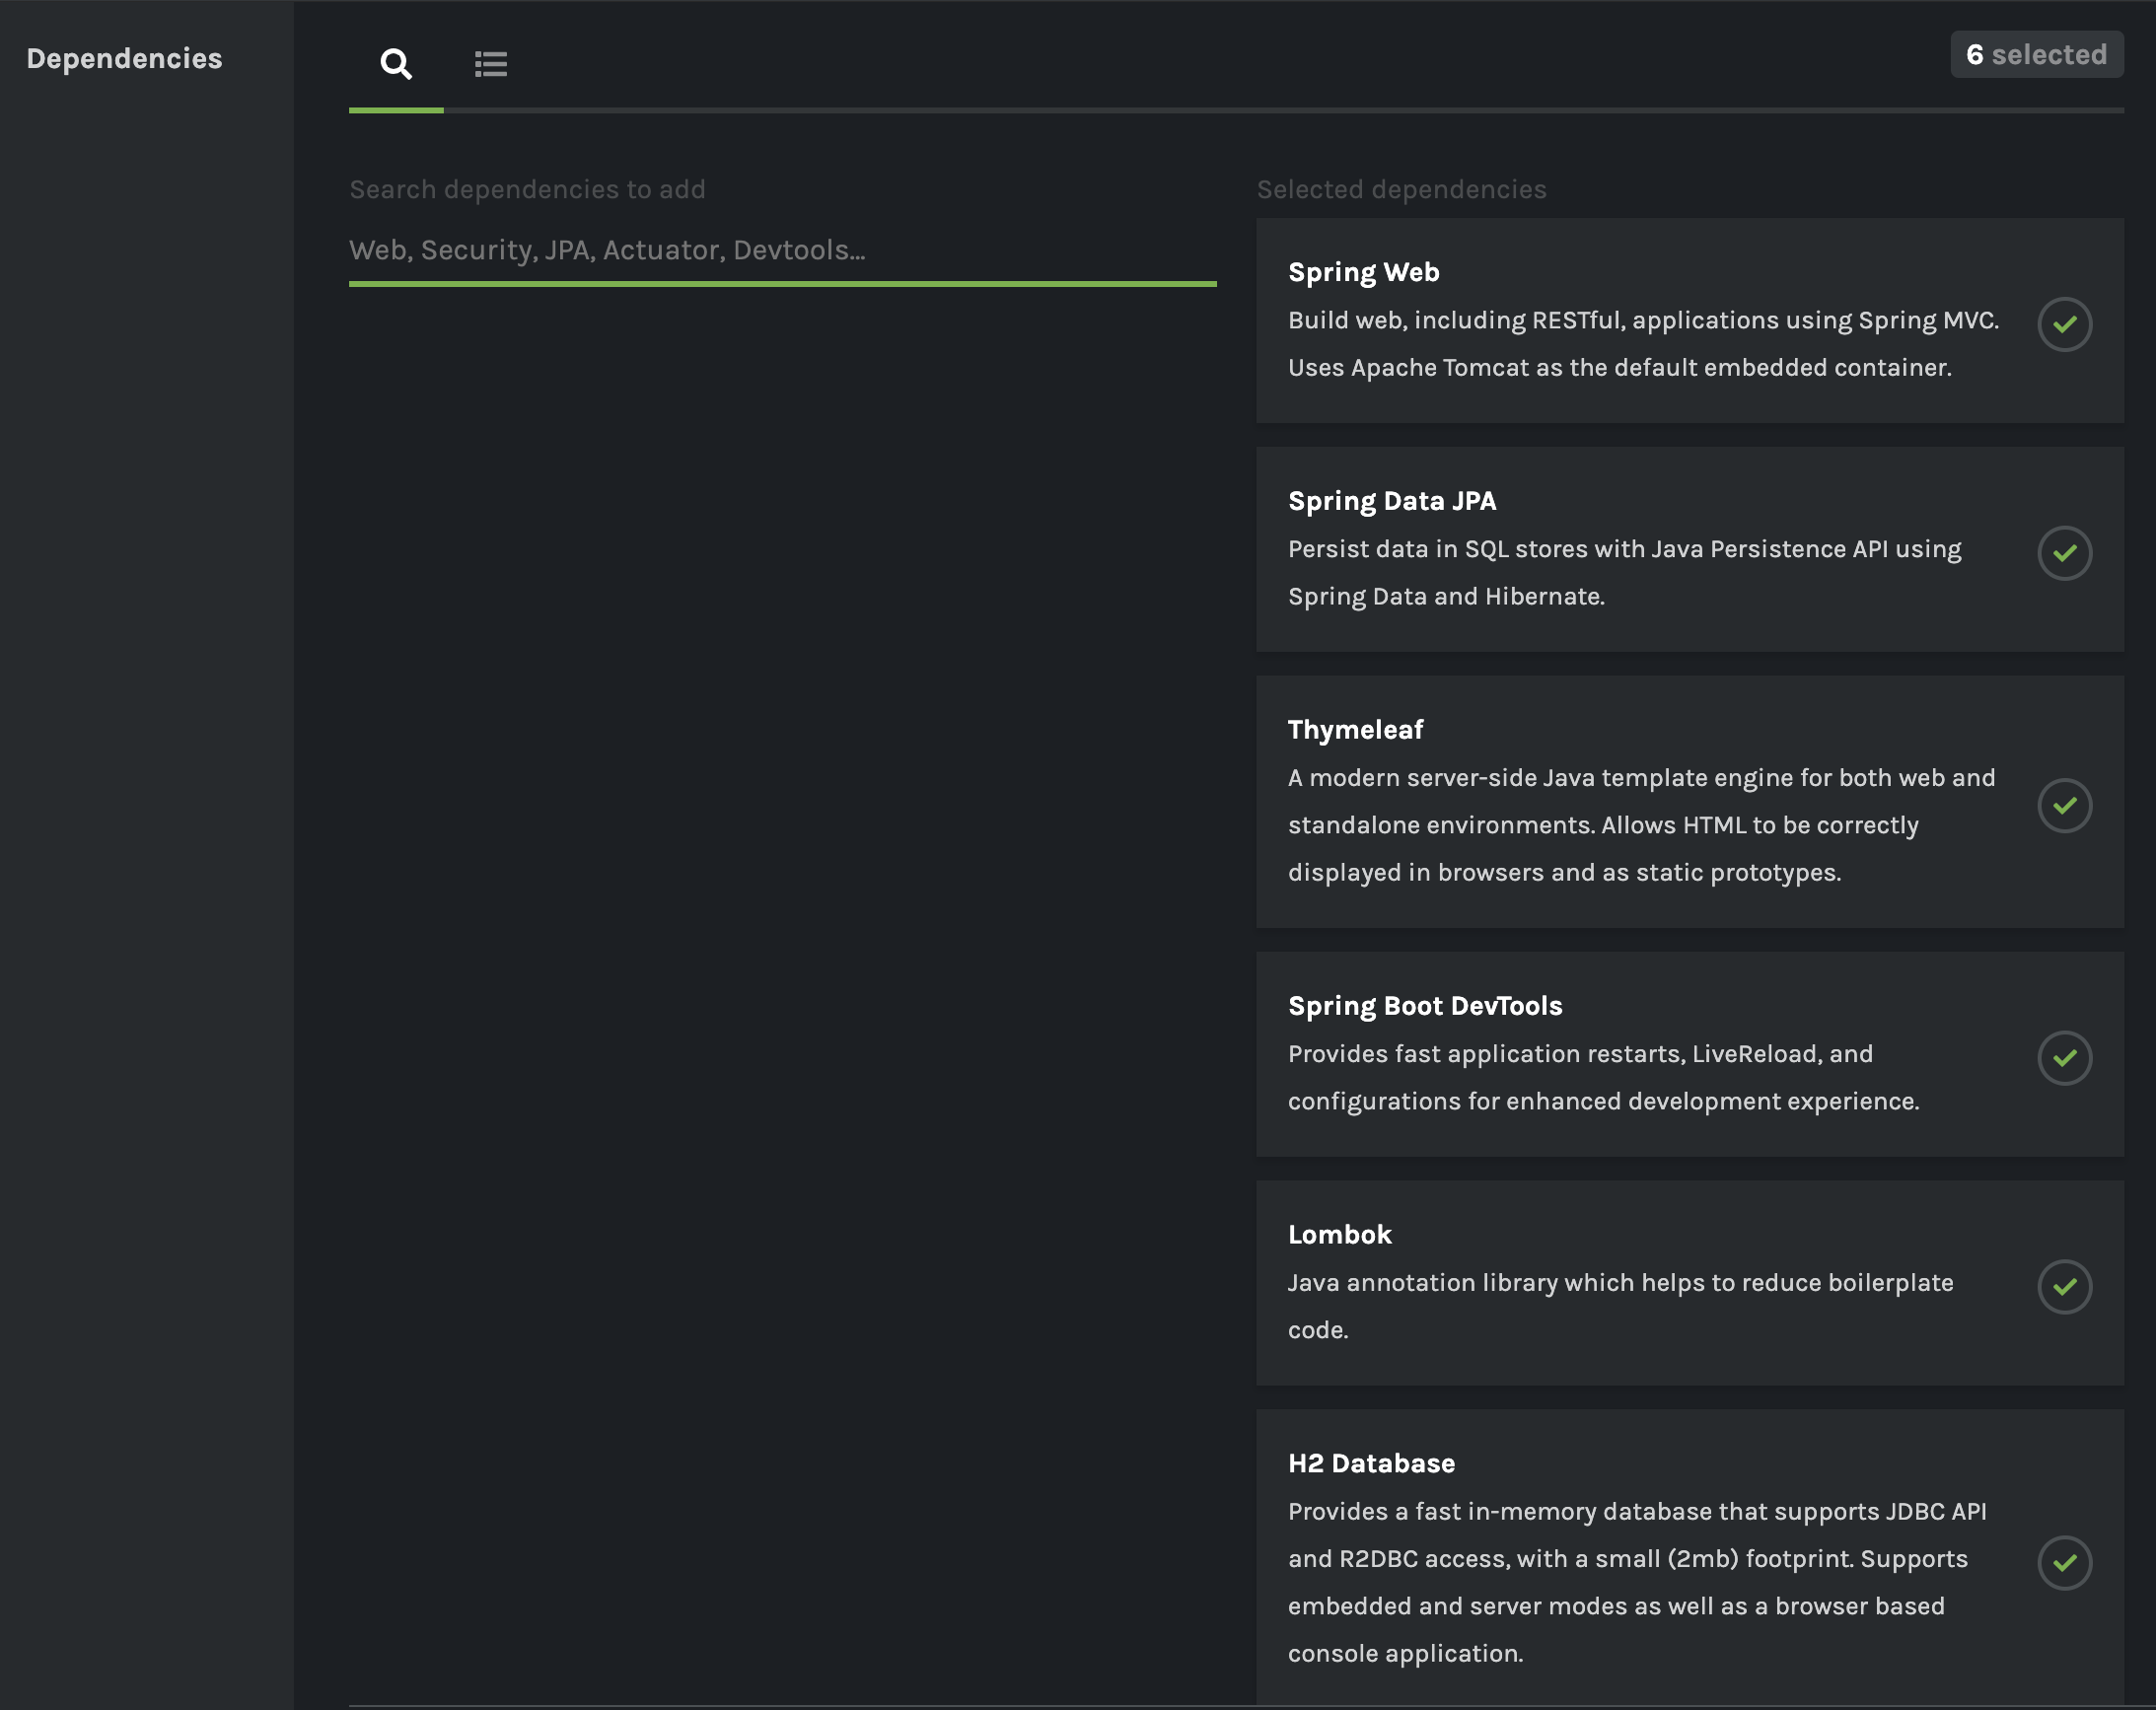 Dependencies
6 selected
Search dependencies to add
Web, Security, JPA, Actuator, Devtools...
Selected dependencies
Spring Web
Build web, including RESTful, applications using Spring MVC.
Uses Apache Tomcat as the default embedded container.
Spring Data JPA
Persist data in SQL stores with Java Persistence API using
Spring Data and Hibernate.
Thymeleaf
A modern server-side Java template engine for both web and
standalone environments. Allows HTML to be correctly
displayed in browsers and as static prototypes.
Spring Boot DevTools
Provides fast application restarts, LiveReload, and
configurations for enhanced development experience.
Lombok
Java annotation library which helps to reduce boilerplate
code.
H2 Database
Provides a fast in-memory database that supports JDBC API
and R2DBC access, with a small (2mb) footprint. Supports
embedded and server modes as well as a browser based
console application.